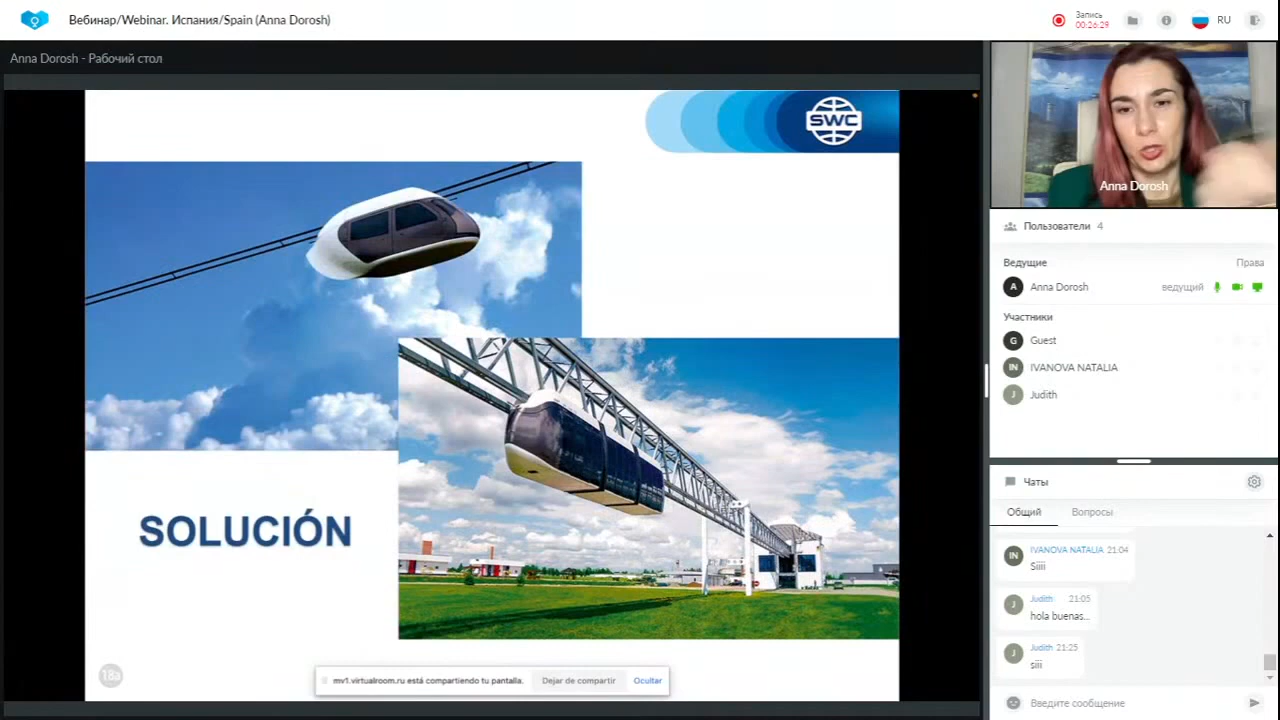 Вебинар/Webinar. Испания/Spain (Anna Dorosh)
Запись
00:26:29
RU
Anna Dorosh - Рабочий стол
SWC
SOLUCIÓN
18a
mv1.virtualroom.ru está compartiendo tu pantalla.
Dejar de compartir
Ocultar
Anna Dorosh
Пользователи 4
Ведущие
Права
A
Anna Dorosh
ведущий
Участники
G
Guest
IN
IVANOVA NATALIA
J
Judith
Чаты
Общий
Вопросы
IN
IVANOVA NATALIA 21:04
Siiii
J
Judith 21:05
hola buenas...
J
Judith 21:25
siii
Введите сообщение